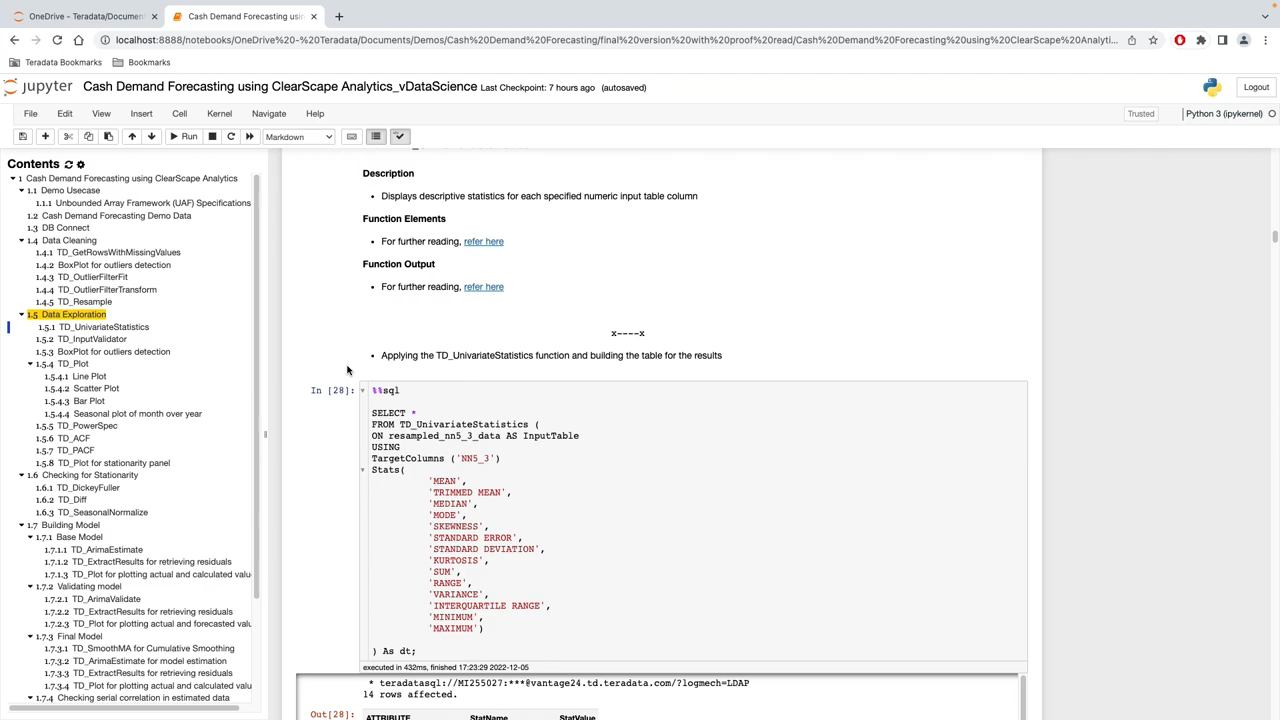 OneDrive - Teradata/Documen
Cash Demand Forecasting usin
localhost:8888/notebooks/OneDrive%20-%20Teradata/Documents/Demos/Cash%20Demand%20Forecasting/final%20version%20with%20proof%20read/Cash%20Demand%20Forecasting%20using%20ClearScape%20Analyti...
Teradata Bookmarks
Bookmarks
jupyter
Cash Demand Forecasting using ClearScape Analytics_vDataScience
Last Checkpoint: 7 hours ago (autosaved)
Logout
File
Edit
View
Insert
Cell
Kernel
Navigate
Help
Trusted
Python 3 (ipykernel)
Run
Markdown
Contents
1 Cash Demand Forecasting using ClearScape Analytics
1.1 Demo Usecase
1.1.1 Unbounded Array Framework (UAF) Specifications
1.2 Cash Demand Forecasting Demo Data
1.3 DB Connect
1.4 Data Cleaning
1.4.1 TD_GetRowsWithMissingValues
1.4.2 BoxPlot for outliers detection
1.4.3 TD_OutlierFilterFit
1.4.4 TD_OutlierFilterTransform
1.4.5 TD_Resample
1.5 Data Exploration
1.5.1 TD_UnivariateStatistics
1.5.2 TD_InputValidator
1.5.3 BoxPlot for outliers detection
1.5.4 TD_Plot
1.5.4.1 Line Plot
1.5.4.2 Scatter Plot
1.5.4.3 Bar Plot
1.5.4.4 Seasonal plot of month over year
1.5.5 TD_PowerSpec
1.5.6 TD_ACF
1.5.7 TD_PACF
1.5.8 TD_Plot for stationarity panel
1.6 Checking for Stationarity
1.6.1 TD_DickeyFuller
1.6.2 TD_Diff
1.6.3 TD_SeasonalNormalize
1.7 Building Model
1.7.1 Base Model
1.7.1.1 TD_ArimaEstimate
1.7.1.2 TD_ExtractResults for retrieving residuals
1.7.1.3 TD_Plot for plotting actual and calculated valu
1.7.2 Validating model
1.7.2.1 TD_ArimaValidate
1.7.2.2 TD_ExtractResults for retrieving residuals
1.7.2.3 TD_Plot for plotting actual and forecasted valu
1.7.3 Final Model
1.7.3.1 TD_SmoothMA for Cumulative Smoothing
1.7.3.2 TD_ArimaEstimate for model estimation
1.7.3.3 TD_ExtractResults for retrieving residuals
1.7.3.4 TD_Plot for plotting actual and calculated valu
1.7.4 Checking serial correlation in estimated data
Description
• Displays descriptive statistics for each specified numeric input table column
Function Elements
• For further reading, refer here
Function Output
• For further reading, refer here
x----x
• Applying the TD_UnivariateStatistics function and building the table for the results
In [28]:
%%sql
SELECT *
FROM TD_UnivariateStatistics (
ON resampled_nn5_3_data AS InputTable
USING
TargetColumns ('NN5_3')
Stats(
'MEAN',
'TRIMMED MEAN',
'MEDIAN',
'MODE',
'SKEWNESS',
'STANDARD ERROR',
'STANDARD DEVIATION',
'KURTOSIS',
'SUM',
'RANGE',
'VARIANCE',
'INTERQUARTILE RANGE',
'MINIMUM',
'MAXIMUM')
) As dt;
executed in 432ms, finished 17:23:29 2022-12-05
* teradatasql://MI255027:***@vantage24.td.teradata.com/?logmech=LDAP
14 rows affected.
Out[28]:
ATTRIBUTE StatName StatValue